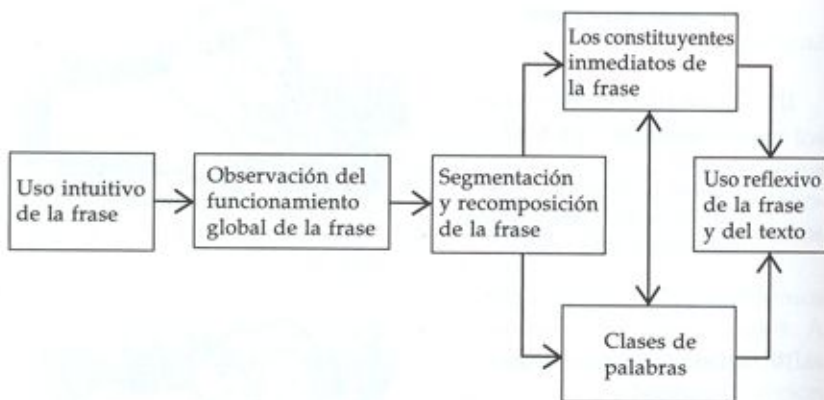 Uso intuitivo
de la frase
Observación del
funcionamiento
global de la frase
Segmentación
y recomposición
de la frase
Los constituyentes
inmediatos de
la frase
Clases de
palabras
Uso reflexivo
de la frase
y del texto